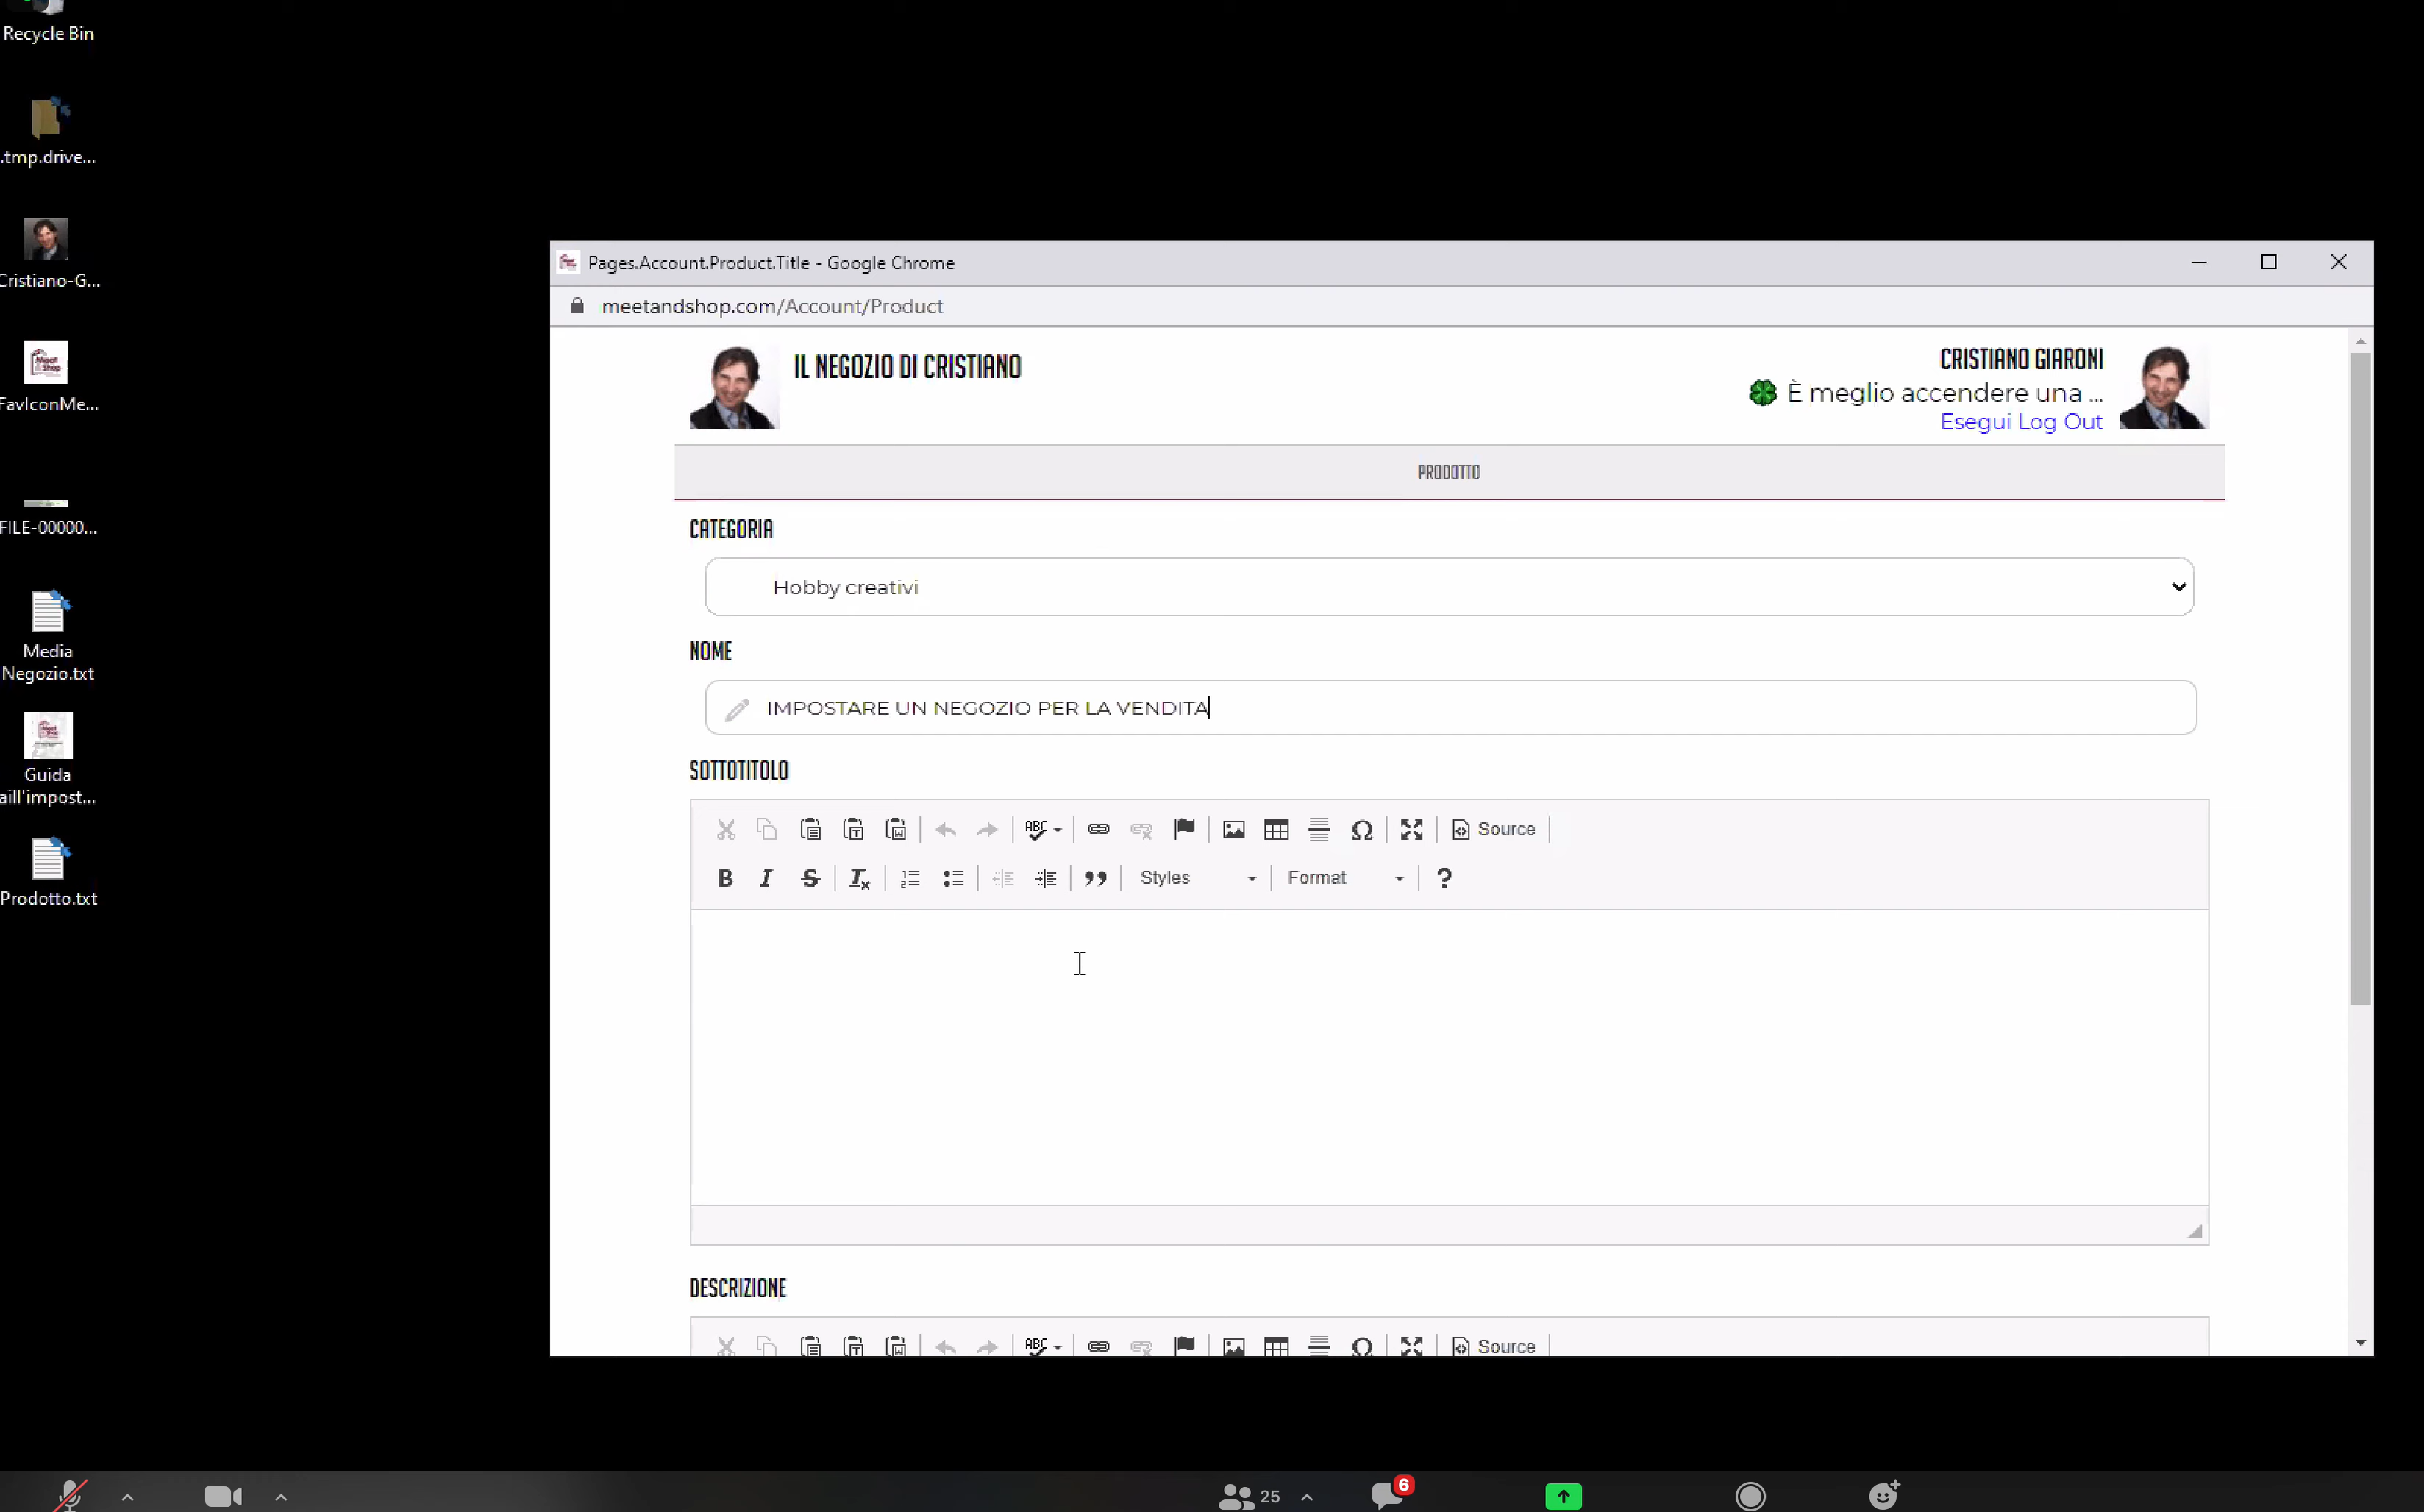 Recycle Bin
.tmp.drive...
Cristiano-G...
FavIconMe...
FILE-00000...
Media
Negozio.txt
Guida
aill'impost...
Prodotto.txt
Pages.Account.Product.Title - Google Chrome
meetandshop.com/Account/Product
IL NEGOZIO DI CRISTIANO
CRISTIANO GIARONI
È meglio accendere una ...
Esegui Log Out
PRODOTTO
CATEGORIA
Hobby creativi
NOME
IMPOSTARE UN NEGOZIO PER LA VENDITA
SOTTOTITOLO
ABC
Source
B I S Ix Styles Format ?
DESCRIZIONE
ABC
Source
25
6